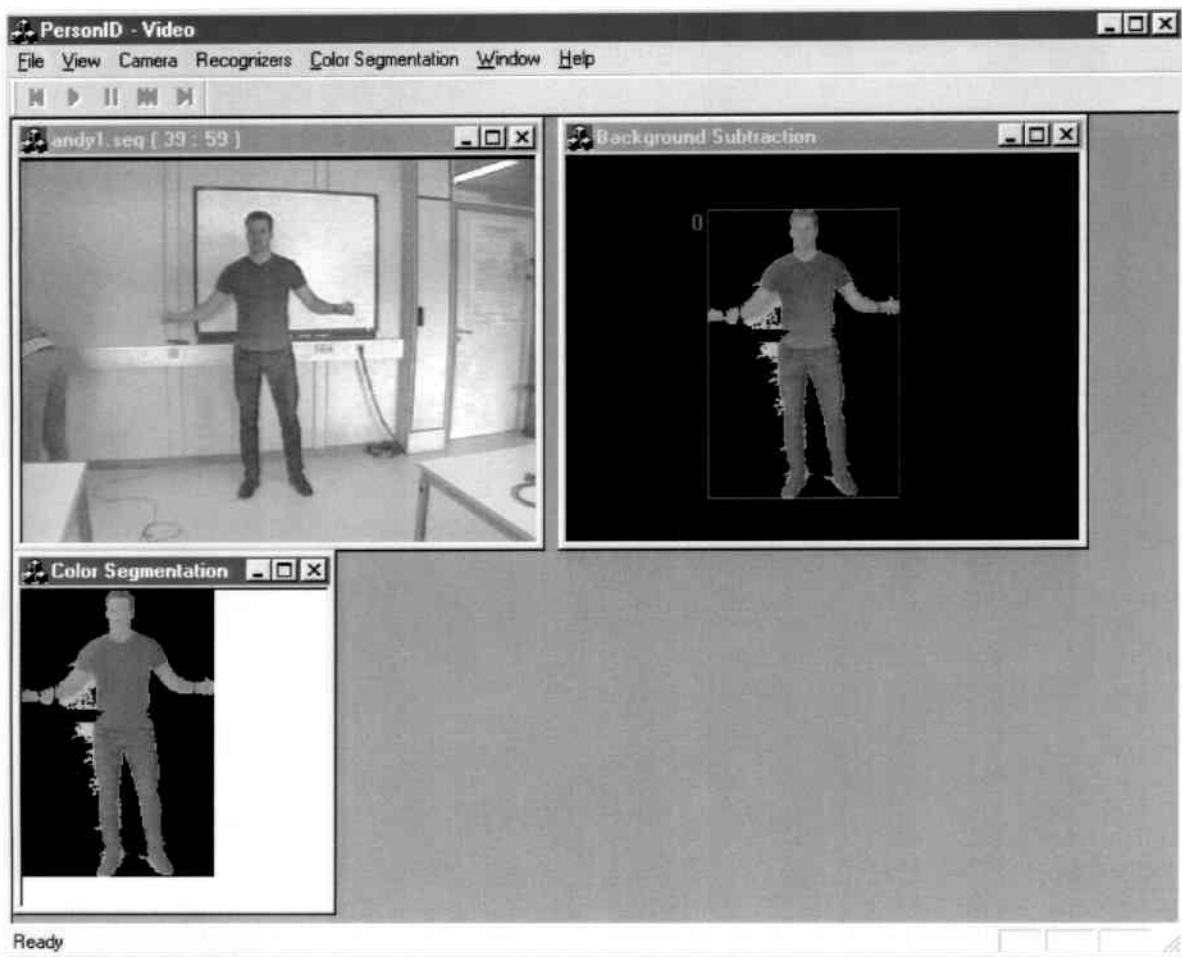 PersonID - Video
File View Camera Recognizers Color Segmentation Window Help
andy1.seq ( 39 : 59 )
Background Subtraction
0
Color Segmentation
Ready